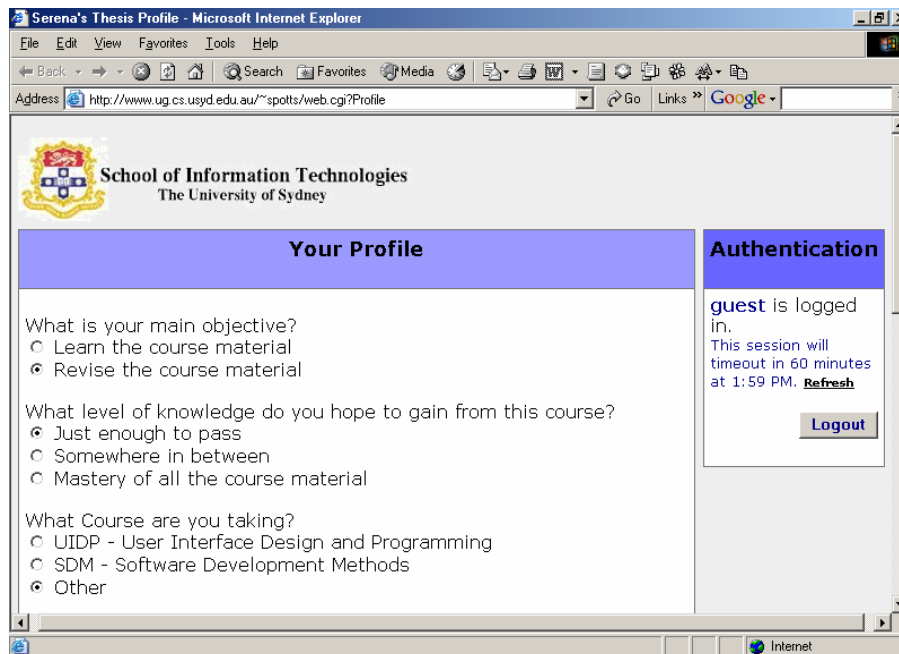 Serena's Thesis Profile - Microsoft Internet Explorer
File Edit View Favorites Tools Help
Back Search Favorites Media
Address http://www.ug.cs.usyd.edu.au/~spotts/web.cgi?Profile Go Links » Google
School of Information Technologies
The University of Sydney
Your Profile
What is your main objective?
Learn the course material
Revise the course material
What level of knowledge do you hope to gain from this course?
Just enough to pass
Somewhere in between
Mastery of all the course material
What Course are you taking?
UIDP - User Interface Design and Programming
SDM - Software Development Methods
Other
Authentication
guest is logged
in.
This session will
timeout in 60 minutes
at 1:59 PM. Refresh
Logout
Internet